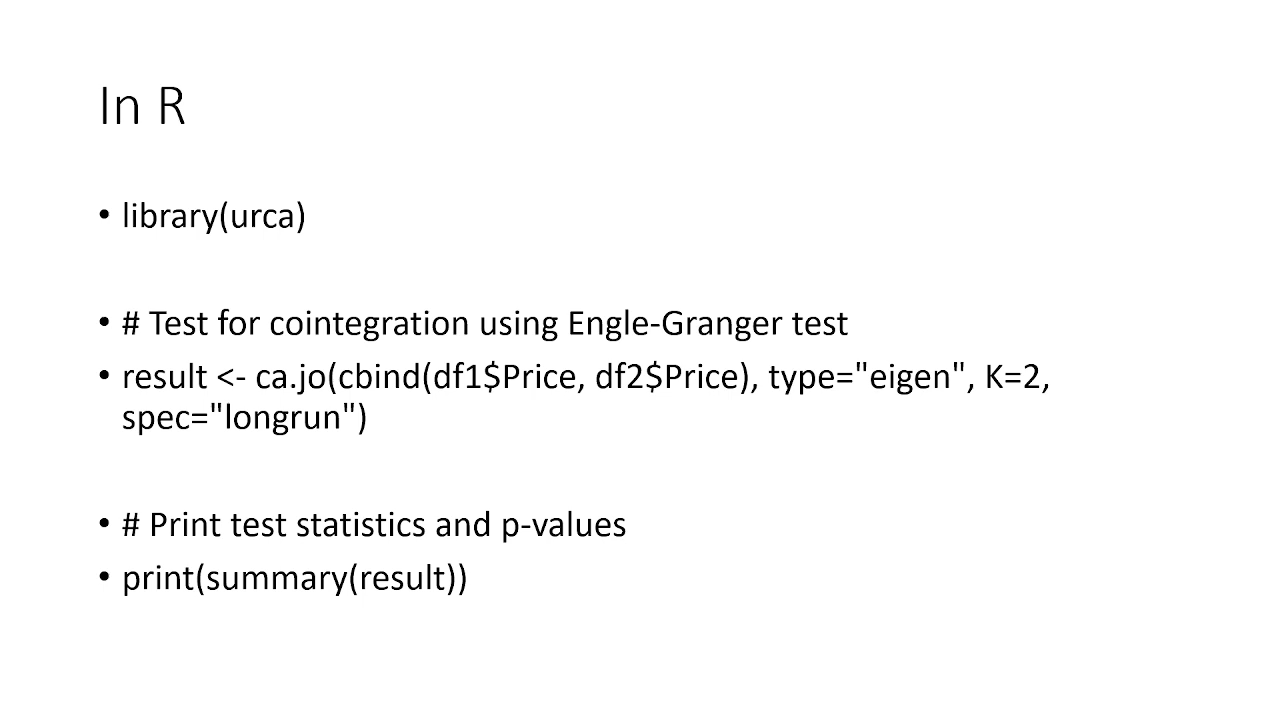 In R
• library(urca)
• # Test for cointegration using Engle-Granger test
• result <- ca.jo(cbind(df1$Price, df2$Price), type="eigen", K=2,
spec="longrun")
• # Print test statistics and p-values
• print(summary(result))